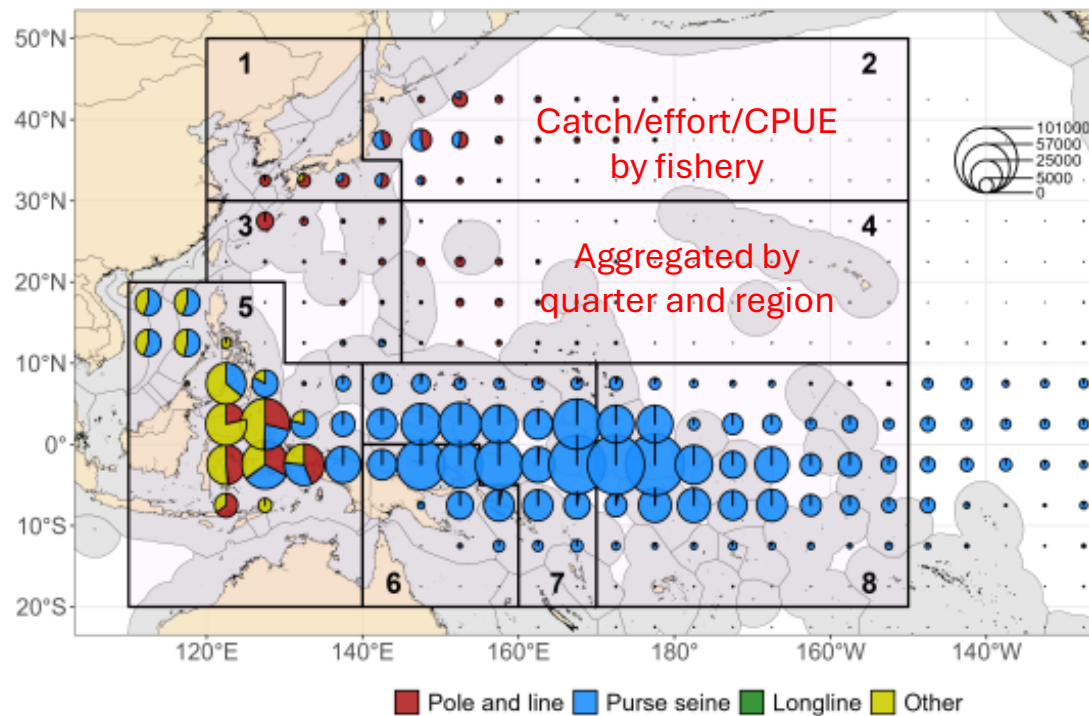 50°N
40°N
30°N
20°N
10°N
0°
10°S
20°S
1
2
Catch/effort/CPUE
by fishery
101000
57000
25000
5000
0
3
4
Aggregated by
quarter and region
5
6
7
8
120°E
140°E
160°E
180°
160°W
140°W
Pole and line
Purse seine
Longline
Other